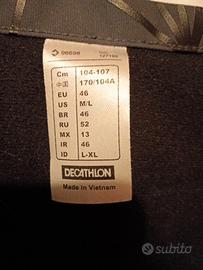 Cm 104-107
中国 170/104A
EU 46
US M/L
BR 46
RU 52
MX 13
IR 46
ID L-XL
DECATHLON
Made in Vietnam
subito